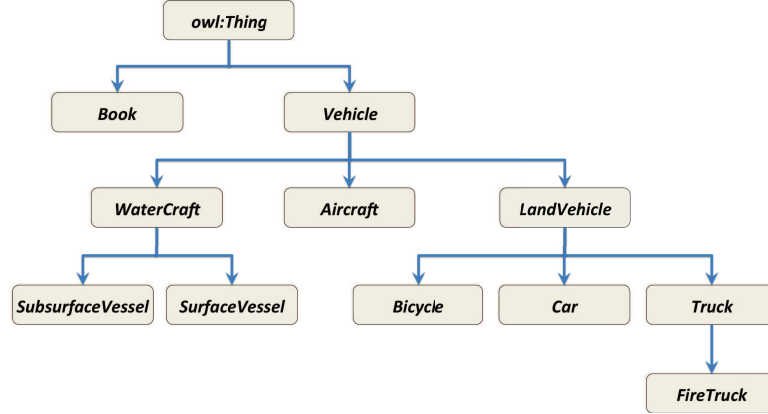 owl:Thing
Book
Vehicle
WaterCraft
Aircraft
LandVehicle
SubsurfaceVessel
SurfaceVessel
Bicycle
Car
Truck
FireTruck